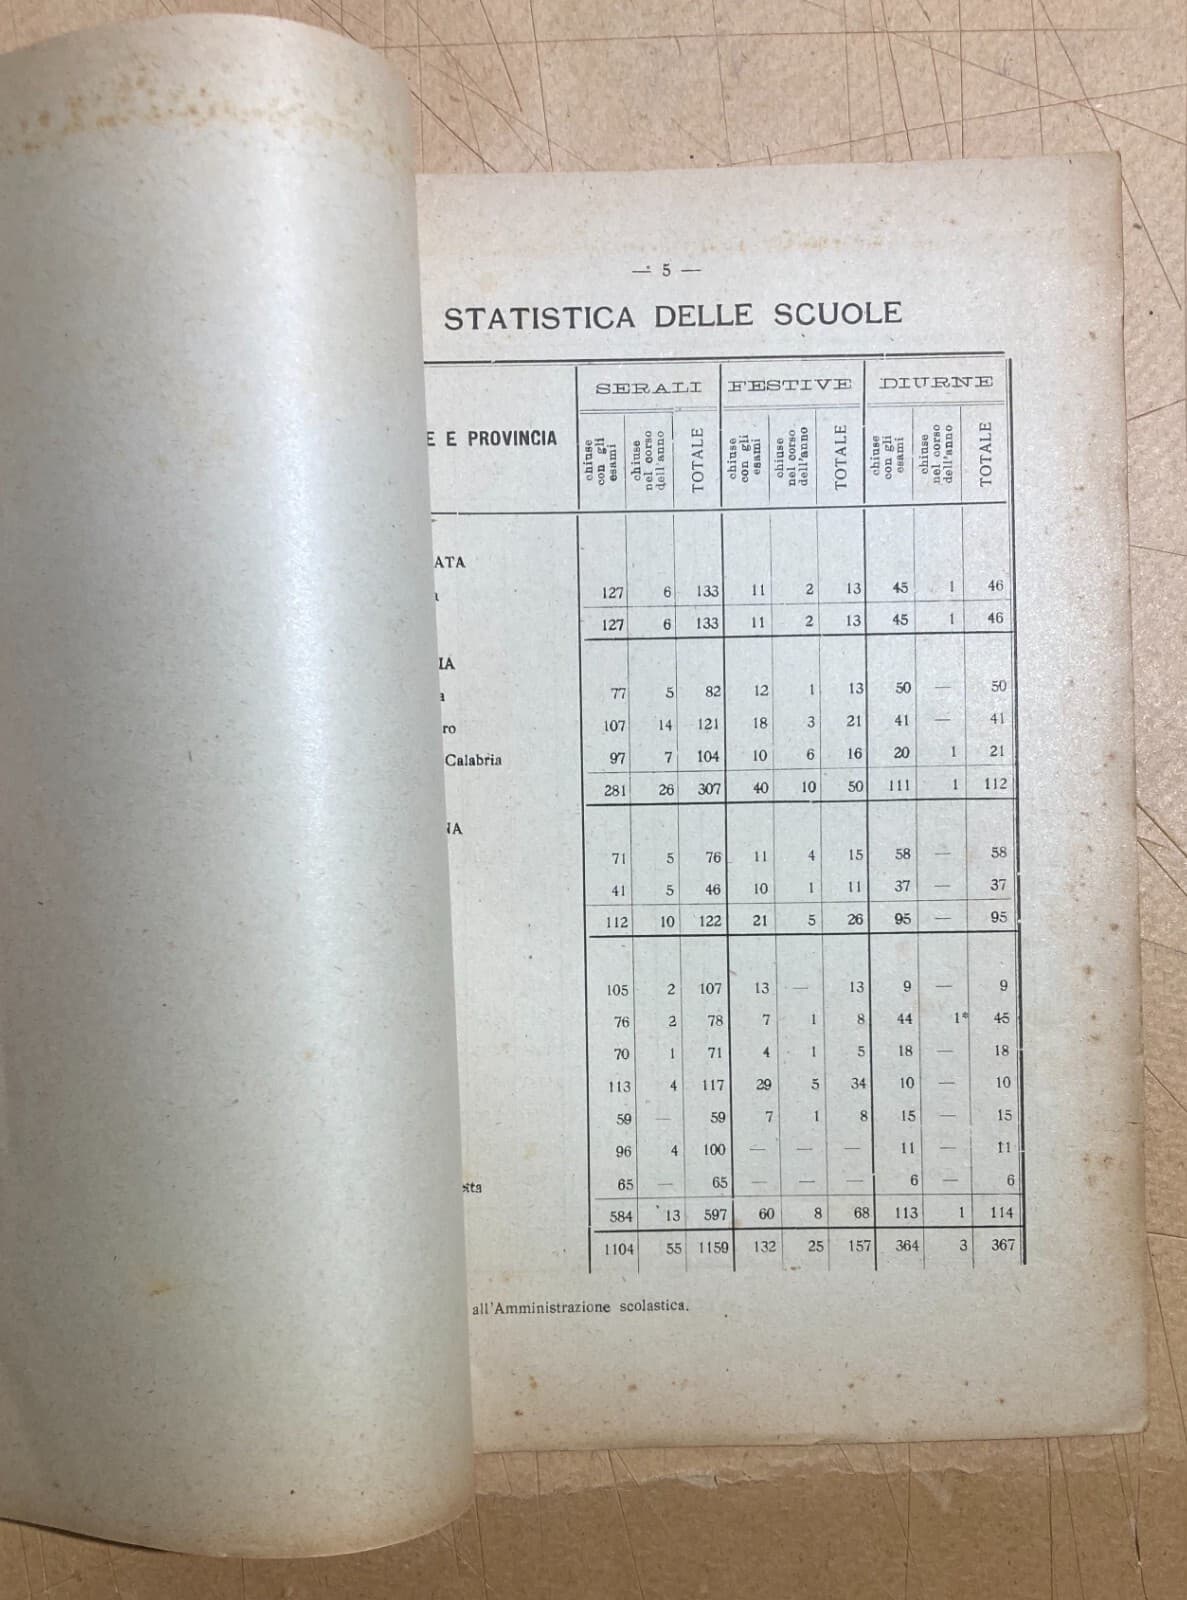 — 5 —
STATISTICA DELLE SCUOLE
SERALI FESTIVE DIURNE
E E PROVINCIA
chiuse con gli esami chiuse nel corso dell'anno TOTALE chiuse con gli esami chiuse nel corso dell'anno TOTALE chiuse con gli esami chiuse nel corso dell'anno TOTALE
ATA
127 6 133 11 2 13 45 1 46
127 6 133 11 2 13 45 1 46
IA
a 77 5 82 12 1 13 50 — 50
ro 107 14 121 18 3 21 41 — 41
Calabria 97 7 104 10 6 16 20 1 21
281 26 307 40 10 50 111 1 112
NA
71 5 76 11 4 15 58 — 58
41 5 46 10 1 11 37 — 37
112 10 122 21 5 26 95 — 95
105 2 107 13 — 13 9 — 9
76 2 78 7 1 8 44 1* 45
70 1 71 4 1 5 18 — 18
113 4 117 29 5 34 10 — 10
59 — 59 7 1 8 15 — 15
96 4 100 — — — 11 — 11
65 — 65 — — — 6 — 6
584 13 597 60 8 68 113 1 114
1104 55 1159 132 25 157 364 3 367
all'Amministrazione scolastica.